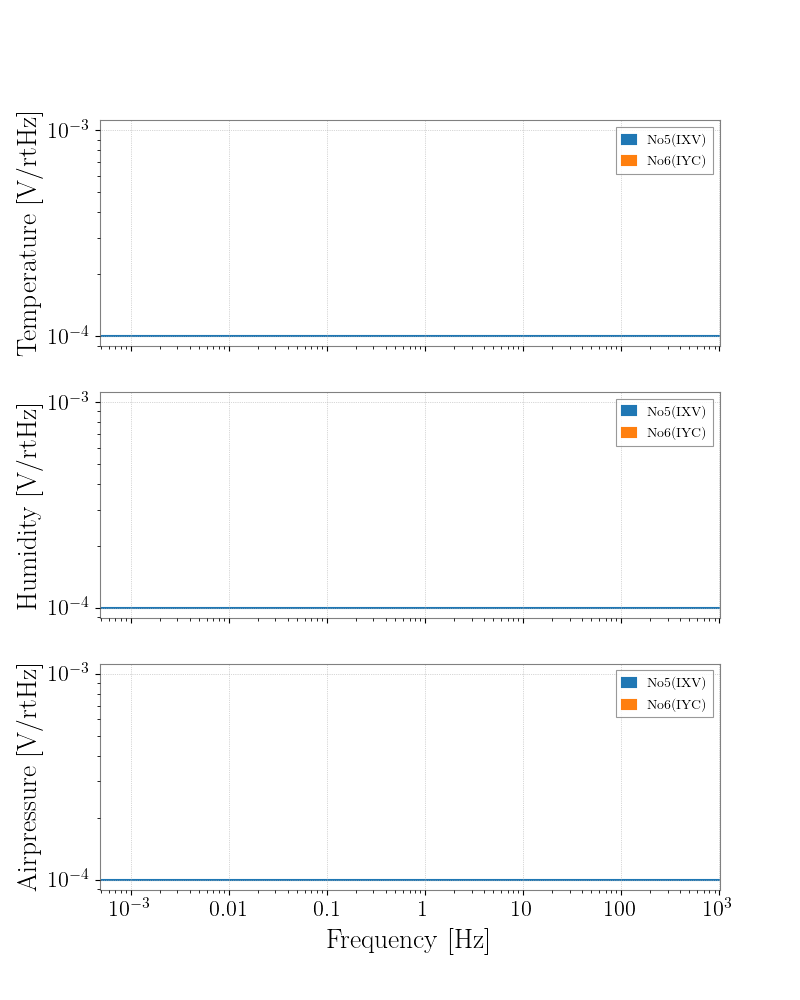 Temperature [V/rtHz]
10⁻³
10⁻⁴
No5(IXV)
No6(IYC)
Humidity [V/rtHz]
10⁻³
10⁻⁴
No5(IXV)
No6(IYC)
Airpressure [V/rtHz]
10⁻³
10⁻⁴
No5(IXV)
No6(IYC)
10⁻³ 0.01 0.1 1 10 100 10³
Frequency [Hz]